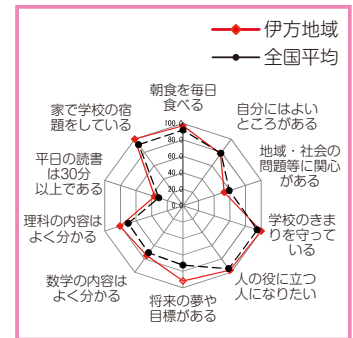 伊方地域
全国平均
朝食を毎日
食べる
自分にはよい
ところがある
地域・社会の
問題等に関心
がある
学校のきま
りを守って
いる
人の役に立つ
人になりたい
将来の夢や
目標がある
数学の内容は
よく分かる
理科の内容は
よく分かる
平日の読書
は30分
以上である
家で学校の宿
題をしている
100.0
80.0
60.0
40.0
20.0
0.0